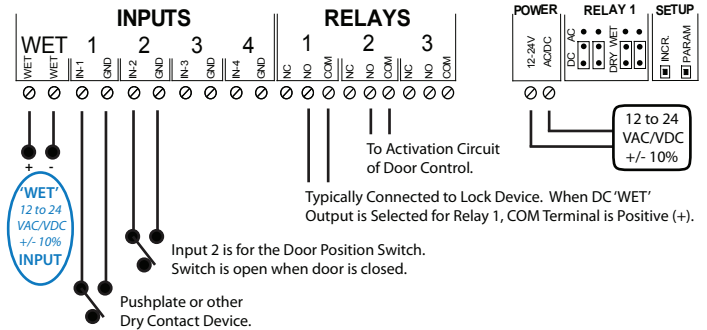 INPUTS
RELAYS
POWER
RELAY 1
SETUP
WET 1 2 3 4 1 2 3
WET WET IN-1 GND IN-2 GND IN-3 GND IN-4 GND NC NO COM NC NO COM NC NO COM
12-24V
AC/DC
DC AC
DRY WET
INCR.
PARAM
+ -
'WET'
12 to 24
VAC/VDC
+/- 10%
INPUT
12 to 24
VAC/VDC
+/- 10%
To Activation Circuit
of Door Control.
Typically Connected to Lock Device. When DC 'WET'
Output is Selected for Relay 1, COM Terminal is Positive (+).
Input 2 is for the Door Position Switch.
Switch is open when door is closed.
Pushplate or other
Dry Contact Device.